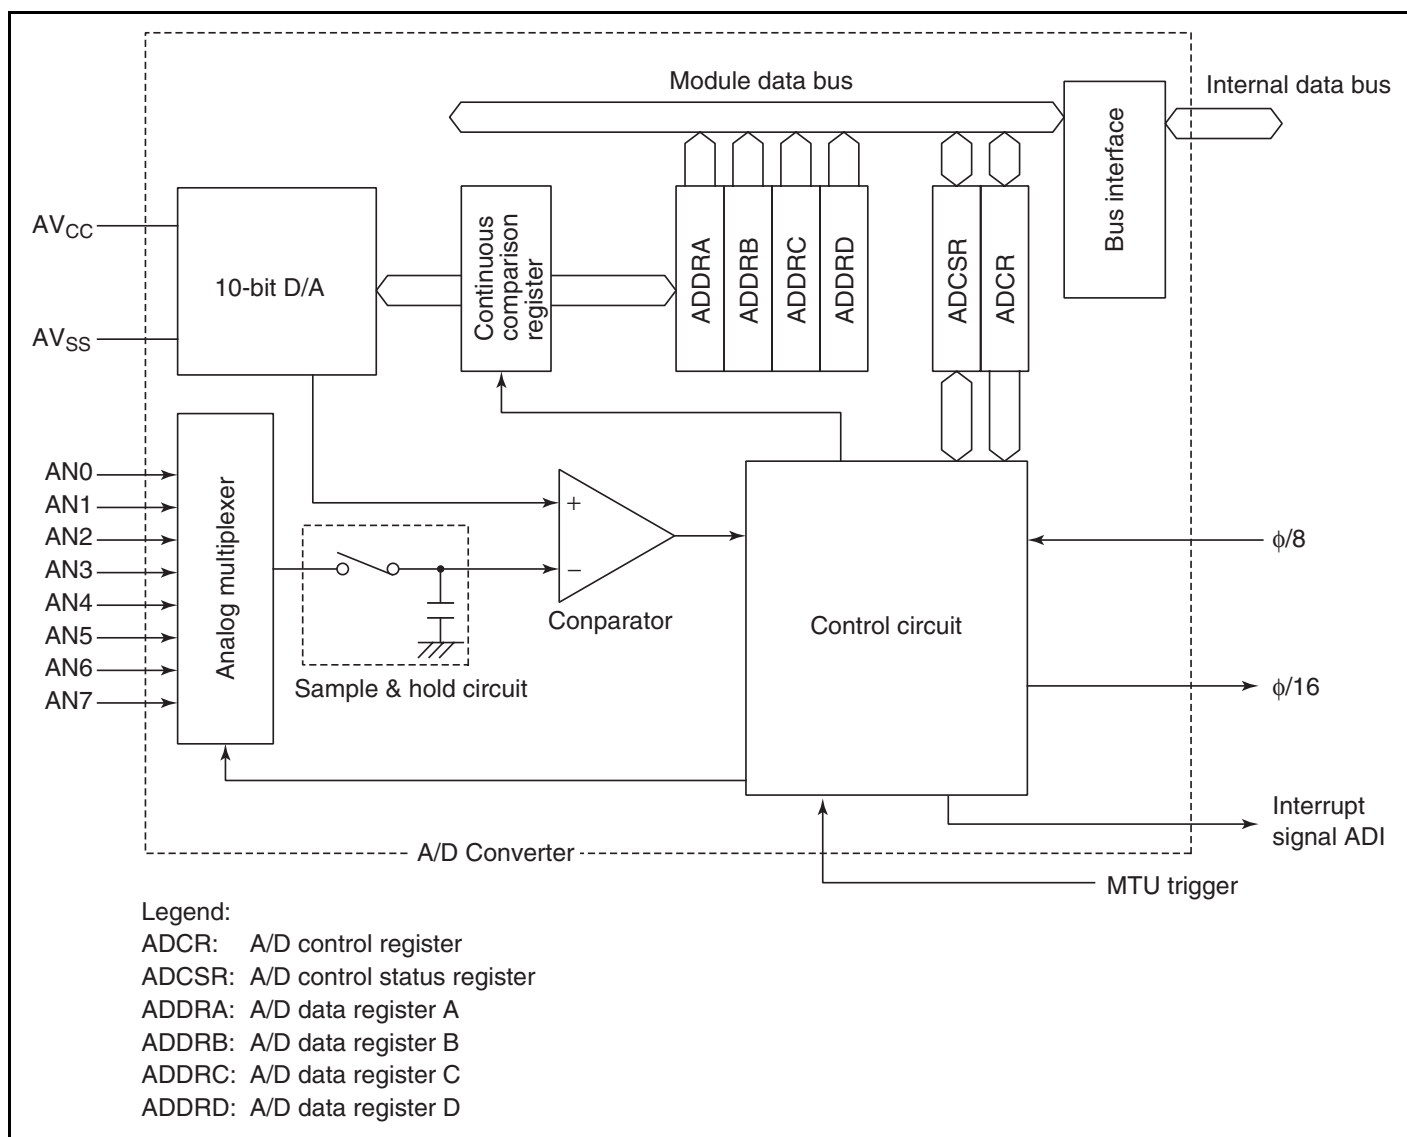 Module data bus
Internal data bus
Bus interface
AVCC
AVSS
10-bit D/A
Continuous
comparison
register
ADDRA
ADDRB
ADDRC
ADDRD
ADCSR
ADCR
AN0
AN1
AN2
AN3
AN4
AN5
AN6
AN7
Analog multiplexer
+
−
Conparator
Sample & hold circuit
Control circuit
ϕ/8
ϕ/16
Interrupt
signal ADI
A/D Converter
MTU trigger
Legend:
ADCR: A/D control register
ADCSR: A/D control status register
ADDRA: A/D data register A
ADDRB: A/D data register B
ADDRC: A/D data register C
ADDRD: A/D data register D